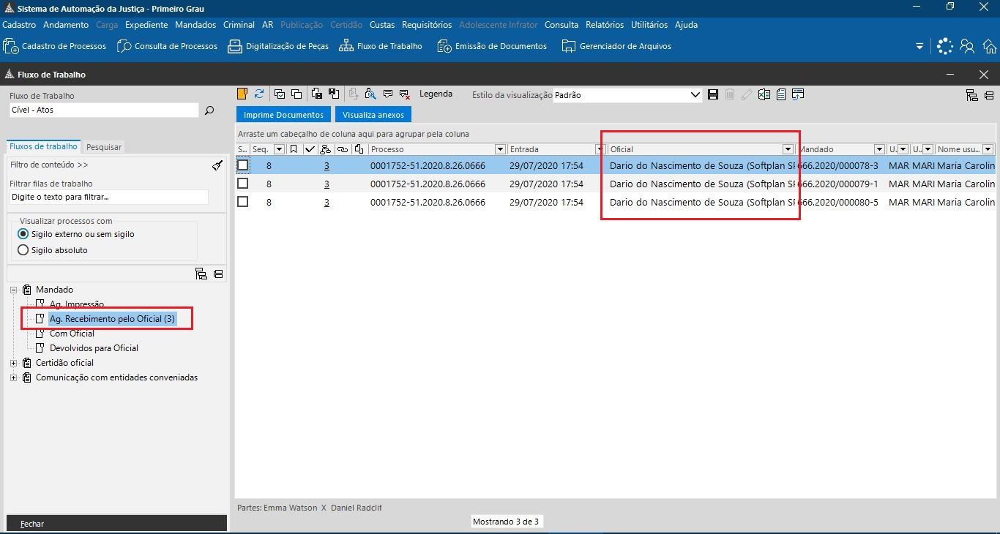 Sistema de Automação da Justiça - Primeiro Grau
Cadastro Andamento Carga Expediente Mandados Criminal AR Publicação Certidão Custas Requisitórios Adolescente Infrator Consulta Relatórios Utilitários Ajuda
Cadastro de Processos Consulta de Processos Digitalização de Peças Fluxo de Trabalho Emissão de Documentos Gerenciador de Arquivos
Fluxo de Trabalho
Fluxo de Trabalho
Cível - Atos
Fluxos de trabalho Pesquisar
Filtro de conteúdo >>
Filtrar filas de trabalho
Digite o texto para filtrar...
Visualizar processos com
Sigilo externo ou sem sigilo
Sigilo absoluto
Mandado
Ag. Impressão
Ag. Recebimento pelo Oficial (3)
Com Oficial
Devolvidos para Oficial
Certidão oficial
Comunicação com entidades conveniadas
Fechar
Legenda Estilo da visualização Padrão
Imprime Documentos Visualiza anexos
Arraste um cabeçalho de coluna aqui para agrupar pela coluna
S... Seq. Processo Entrada Oficial Mandado U... U... Nome usu...
8 3 0001752-51.2020.8.26.0666 29/07/2020 17:54 Dario do Nascimento de Souza (Softplan SP 666.2020/000078-3 MAR MARI Maria Carolin
8 3 0001752-51.2020.8.26.0666 29/07/2020 17:54 Dario do Nascimento de Souza (Softplan SP 666.2020/000079-1 MAR MARI Maria Carolin
8 3 0001752-51.2020.8.26.0666 29/07/2020 17:54 Dario do Nascimento de Souza (Softplan SP 666.2020/000080-5 MAR MARI Maria Carolin
Partes: Emma Watson X Daniel Radclif
Mostrando 3 de 3